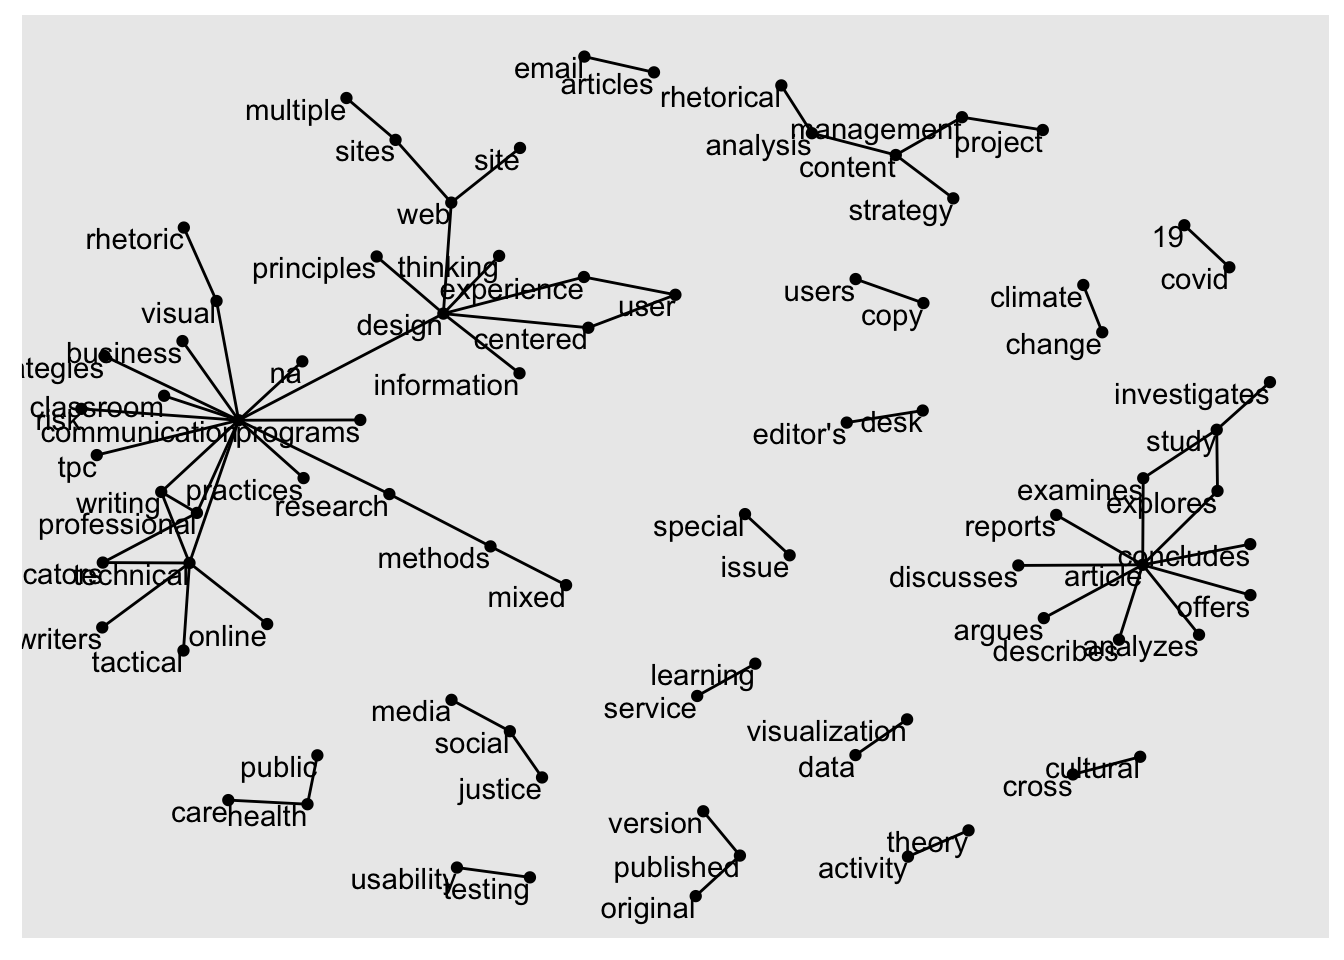 email
articles
rhetorical
multiple
management
project
analysis
sites
site
content
web
strategy
rhetoric
19
principles
thinking
covid
experience
users
climate
visual
user
copy
design
centered
change
business
ategies
na
information
investigates
classroom
risk
communication
programs
editor's
desk
study
tpc
practices
examines
writing
research
explores
professional
special
reports
methods
concludes
issue
cators
technical
discusses
article
mixed
offers
writers
online
argues
tactical
describes
analyzes
learning
service
media
visualization
social
public
data
cultural
justice
cross
care
health
version
theory
published
activity
usability
testing
original